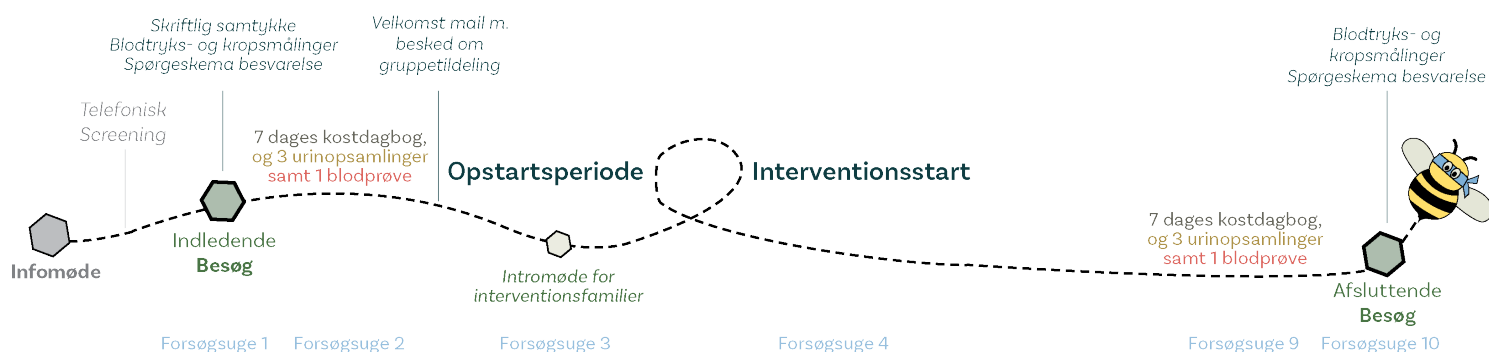 Skriftlig samtykke
Blodtryks- og kropsmålinger
Spørgeskema besvarelse
Velkomst mail m.
besked om
gruppetildeling
Blodtryks- og
kropsmålinger
Spørgeskema besvarelse
Telefonisk
Screening
7 dages kostdagbog,
og 3 urinopsamlinger
samt 1 blodprøve
Opstartsperiode
Interventionsstart
Infomøde
Indledende
Besøg
Intromøde for
interventionsfamilier
7 dages kostdagbog,
og 3 urinopsamlinger
samt 1 blodprøve
Afsluttende
Besøg
Forsøgsuge 1
Forsøgsuge 2
Forsøgsuge 3
Forsøgsuge 4
Forsøgsuge 9
Forsøgsuge 10